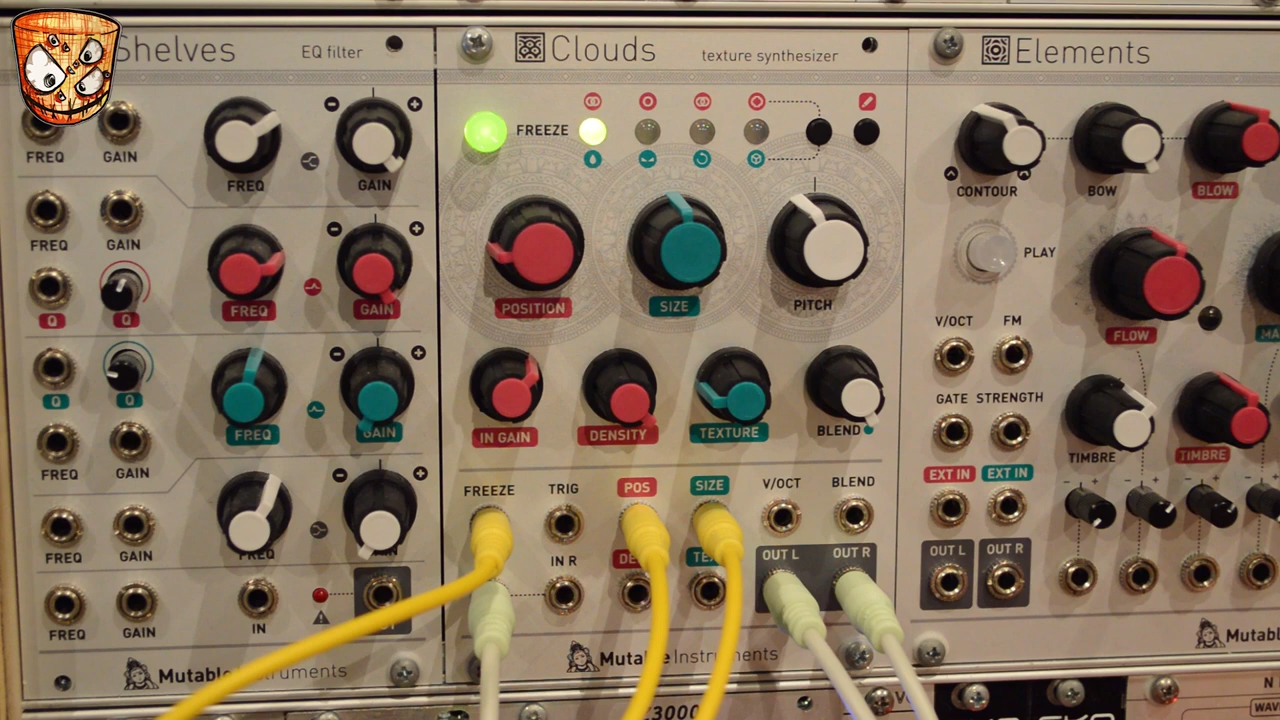 Shelves EQ filter
FREQ GAIN FREQ GAIN
FREQ GAIN
FREQ GAIN
Q Q
Q Q
FREQ GAIN
FREQ GAIN
FREQ
FREQ GAIN
FREQ GAIN IN
Mutable Instruments
Clouds texture synthesizer
FREEZE
POSITION SIZE PITCH
IN GAIN DENSITY TEXTURE BLEND
FREEZE TRIG POS SIZE V/OCT BLEND
IN R OUT L OUT R
Mutable Instruments
Elements
CONTOUR BOW BLOW
PLAY
V/OCT FM FLOW
GATE STRENGTH
TIMBRE TIMBRE
EXT IN EXT IN
OUT L OUT R